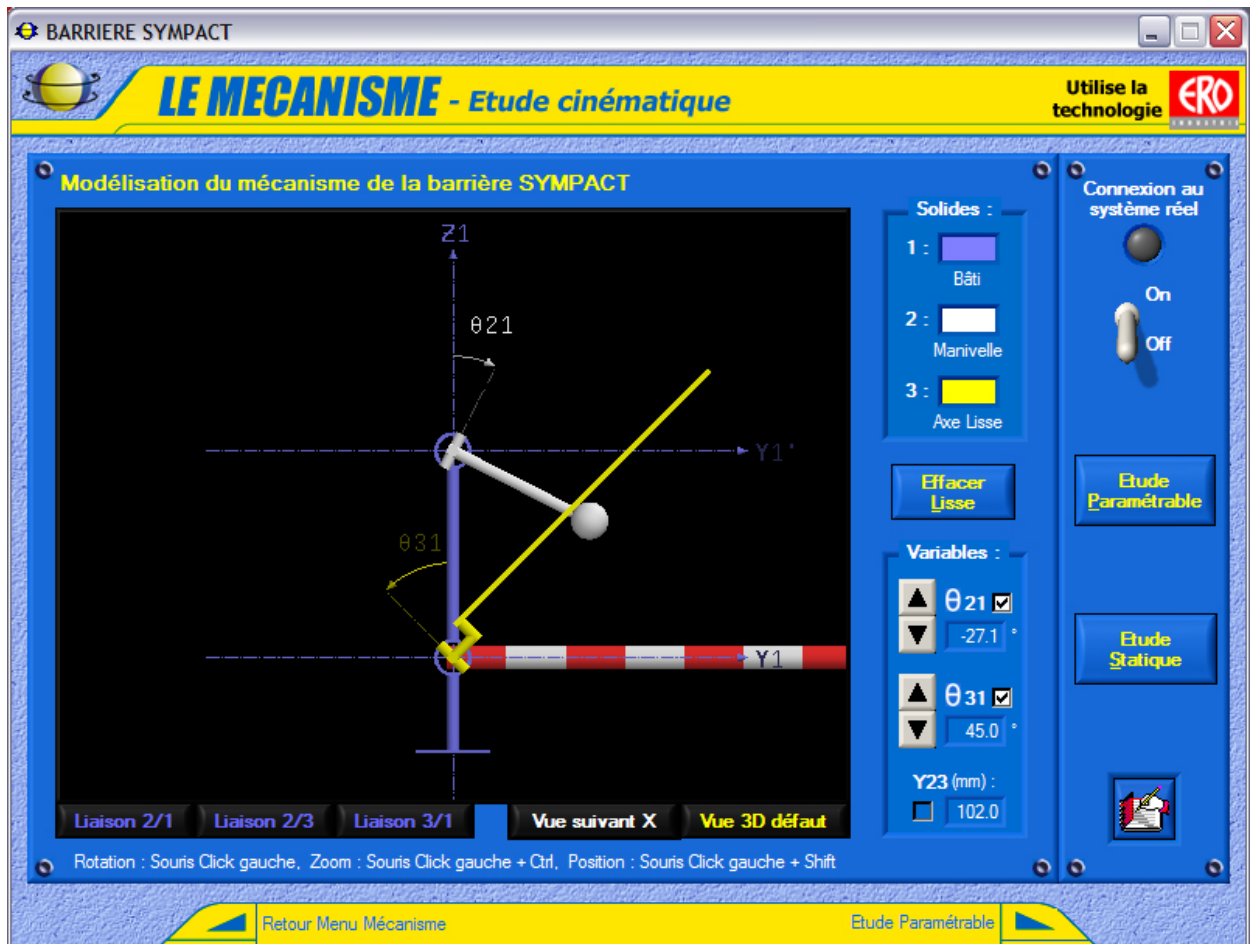 BARRIERE SYMPACT
LE MECANISME - Etude cinématique
Utilise la
technologie
ERO
INDUSTRIE
Modélisation du mécanisme de la barrière SYMPACT
Z1
θ21
Y1'
θ31
Y1
Liaison 2/1
Liaison 2/3
Liaison 3/1
Vue suivant X
Vue 3D défaut
Rotation : Souris Click gauche, Zoom : Souris Click gauche + Ctrl, Position : Souris Click gauche + Shift
Solides :
1 :
Bâti
2 :
Manivelle
3 :
Axe Lisse
Effacer
Lisse
Variables :
θ21
-27.1 °
θ31
45.0 °
Y23 (mm) :
102.0
Connexion au
système réel
On
Off
Etude
Paramétrable
Etude
Statique
Retour Menu Mécanisme
Etude Paramétrable